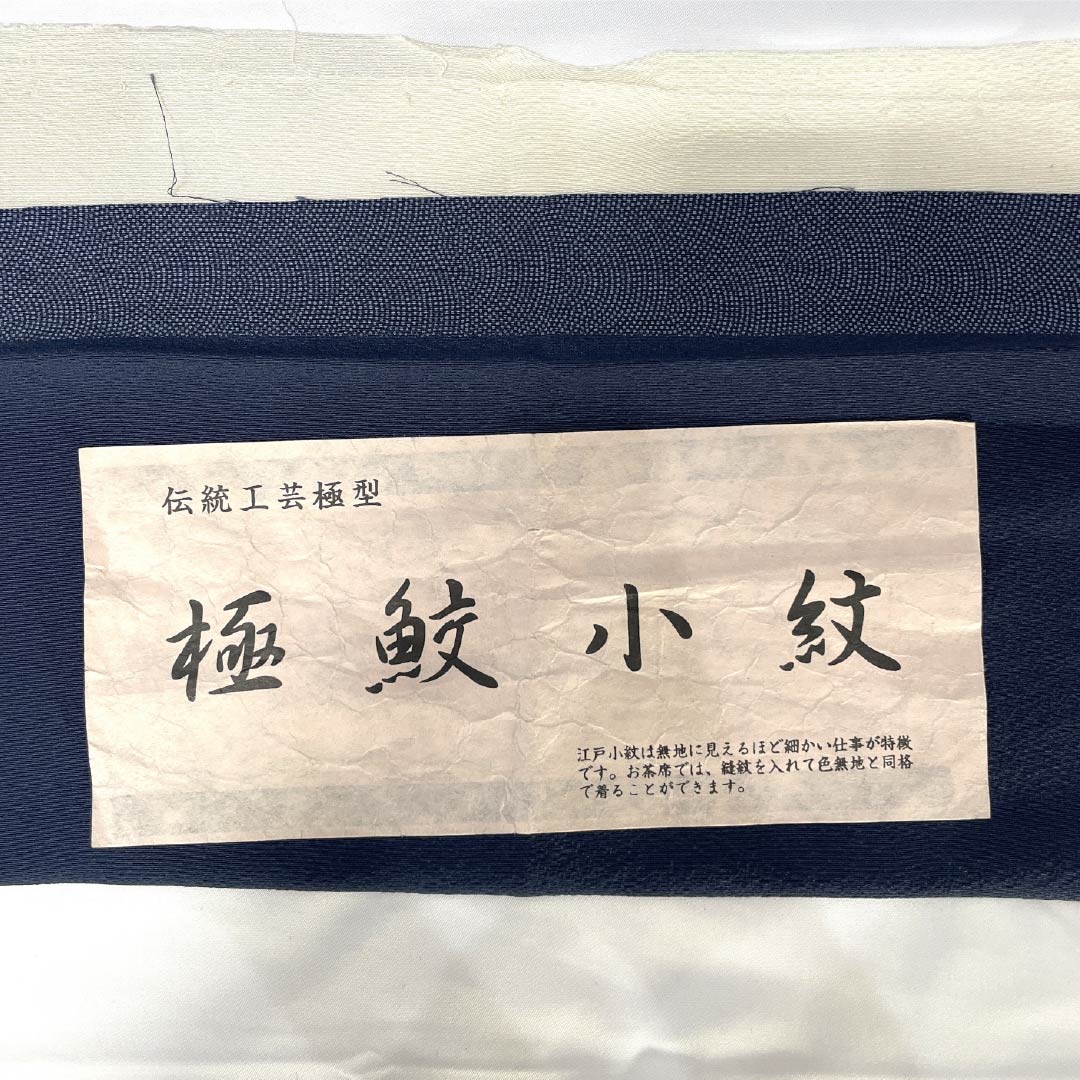 伝統工芸極型
極鮫小紋
江戸小紋は無地に見えるほど細かい仕事が特徴
です。お茶席では、縫紋を入れて色無地と同格
で着ることができます。